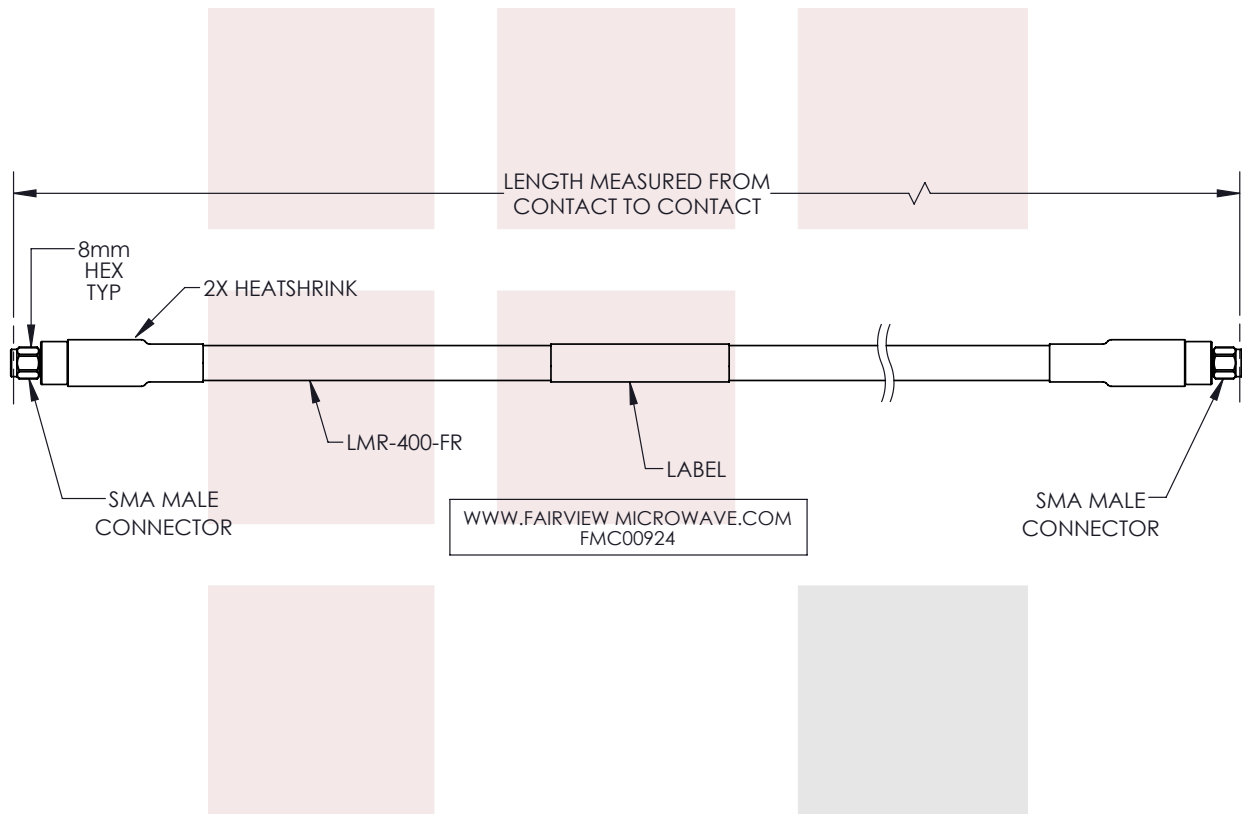 LENGTH MEASURED FROM
CONTACT TO CONTACT
8mm
HEX
TYP
2X HEATSHRINK
LMR-400-FR
LABEL
SMA MALE
CONNECTOR
WWW.FAIRVIEW MICROWAVE.COM
FMC00924
SMA MALE
CONNECTOR